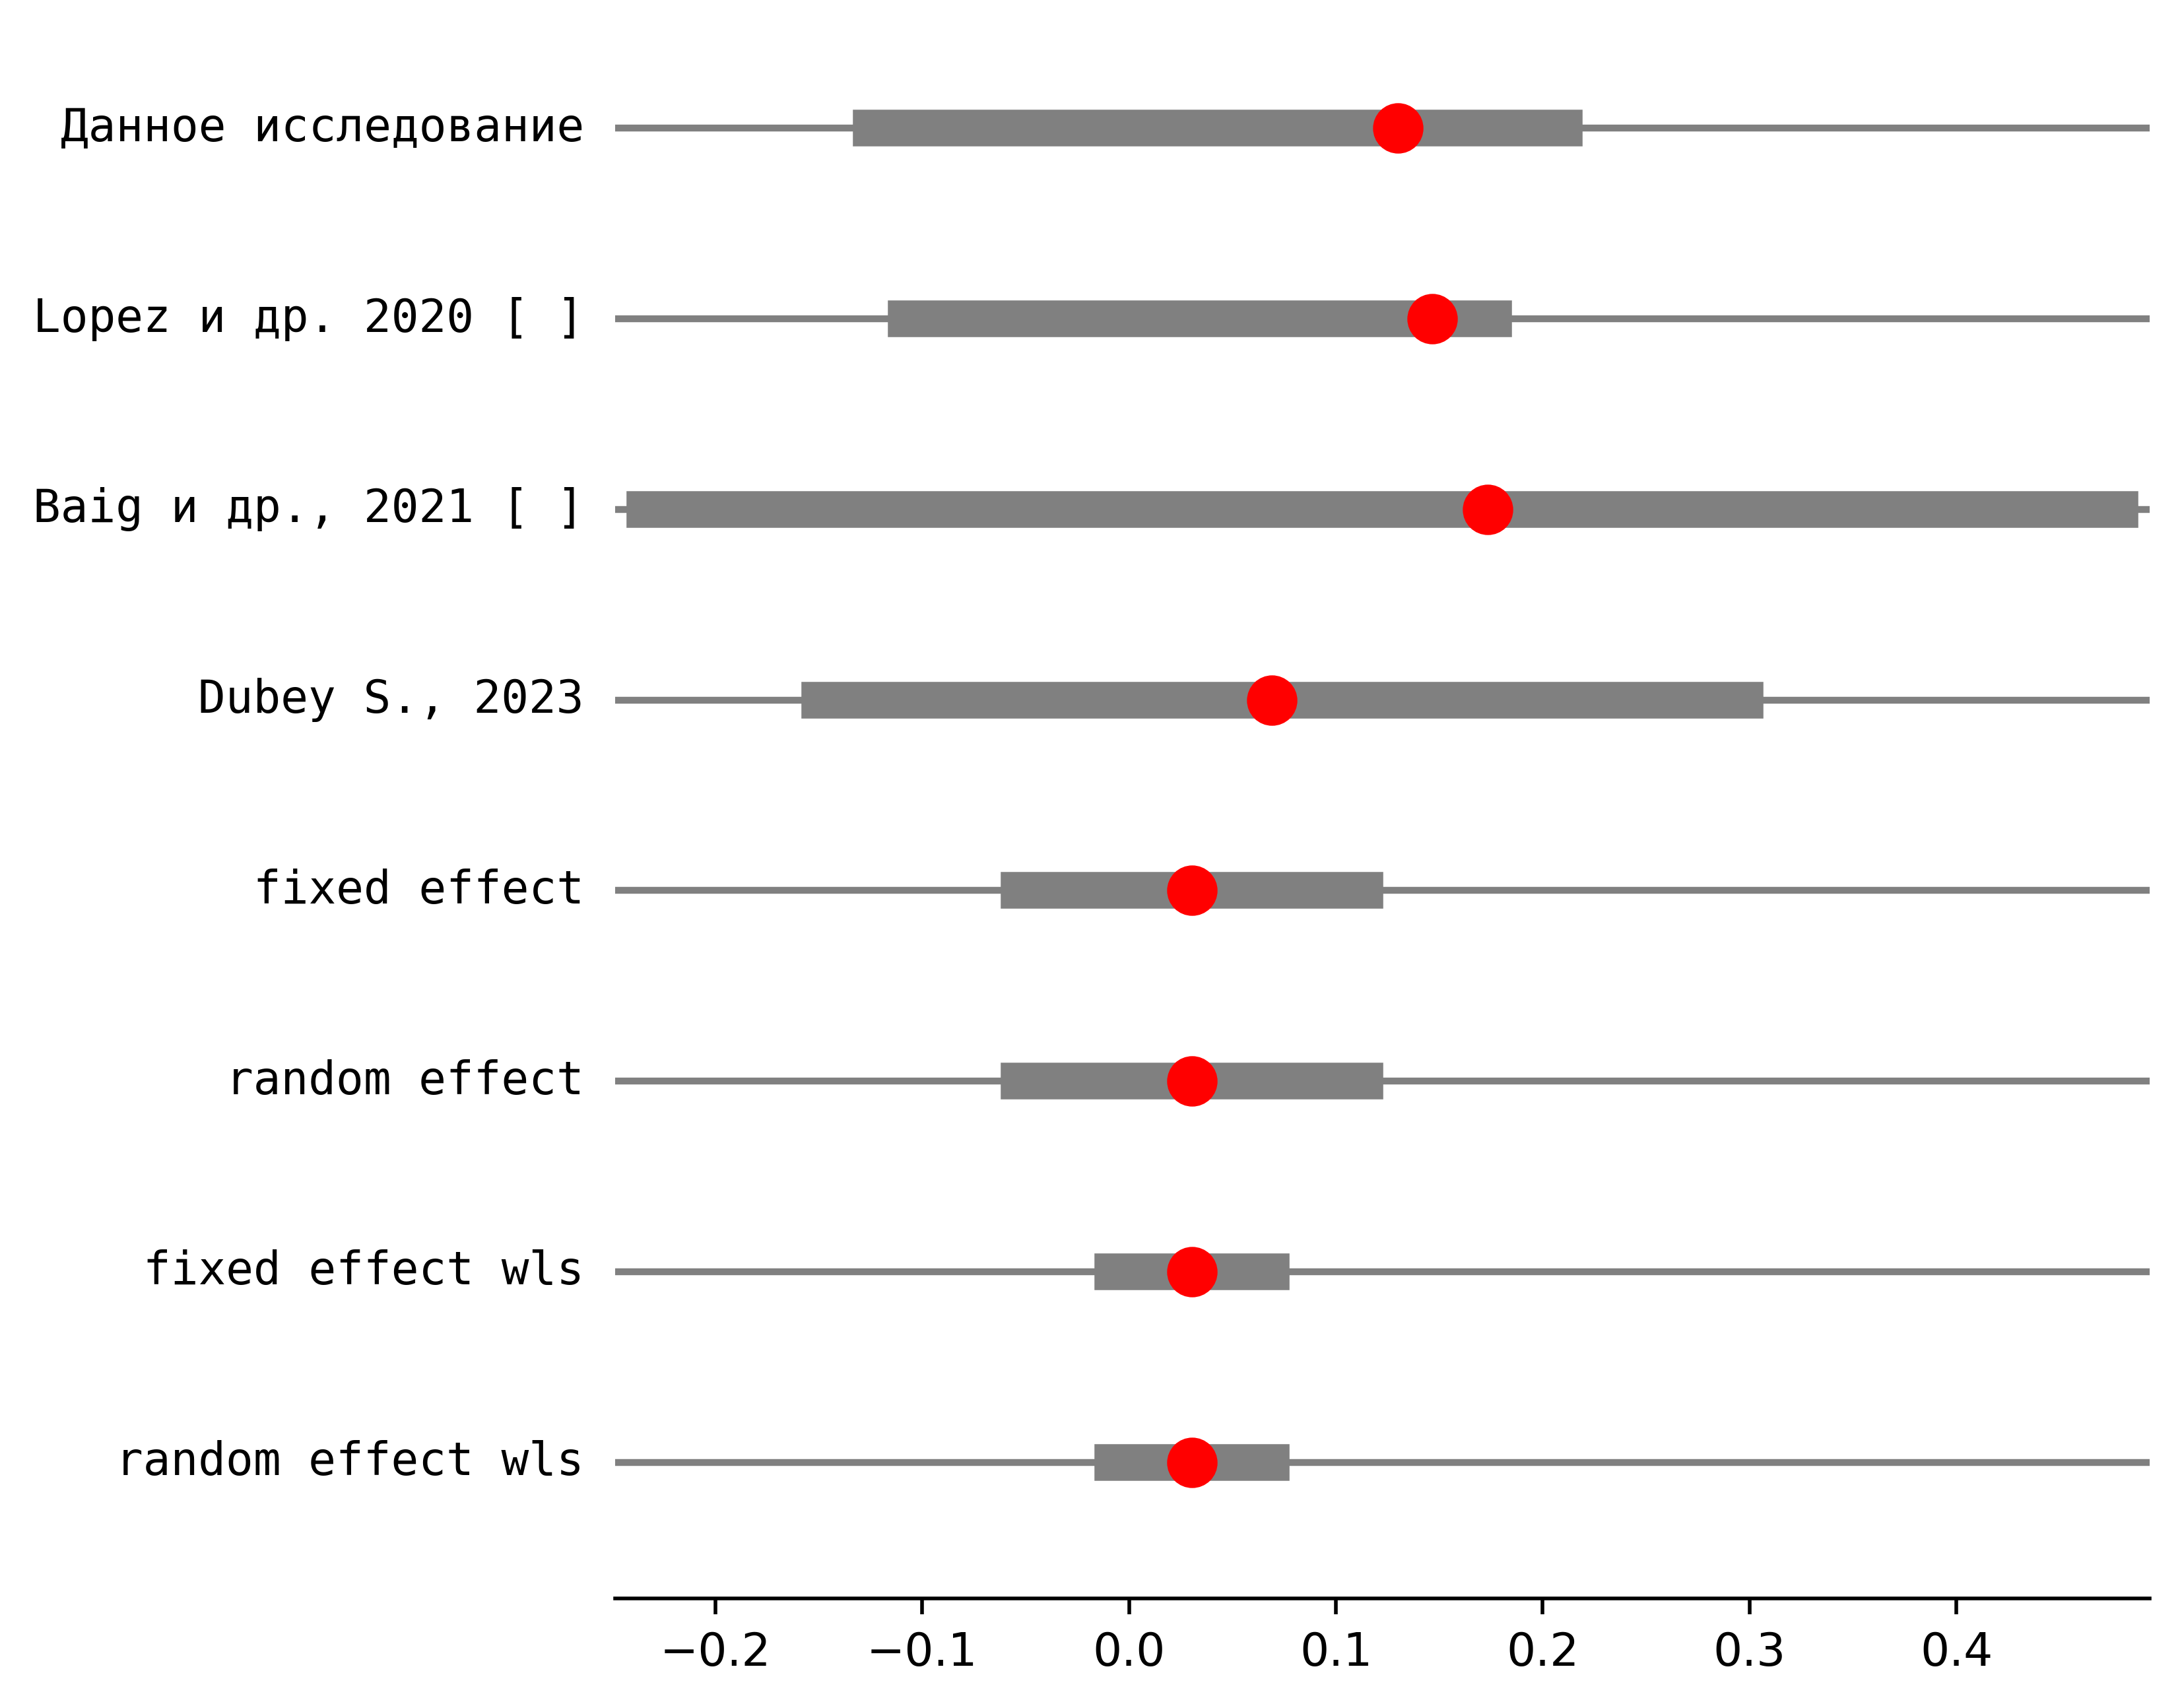 Данное исследование
Lopez и др. 2020 [ ]
Baig и др., 2021 [ ]
Dubey S., 2023
fixed effect
random effect
fixed effect wls
random effect wls
−0.2 −0.1 0.0 0.1 0.2 0.3 0.4